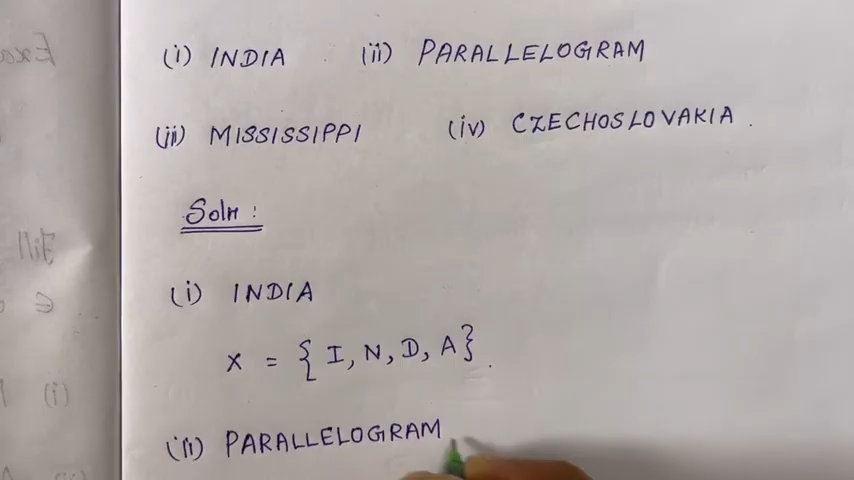 (i) INDIA (ii) PARALLELOGRAM
(iii) MISSISSIPPI (iv) CZECHOSLOVAKIA.
Soln:
(i) INDIA
X = {I, N, D, A}.
(ii) PARALLELOGRAM